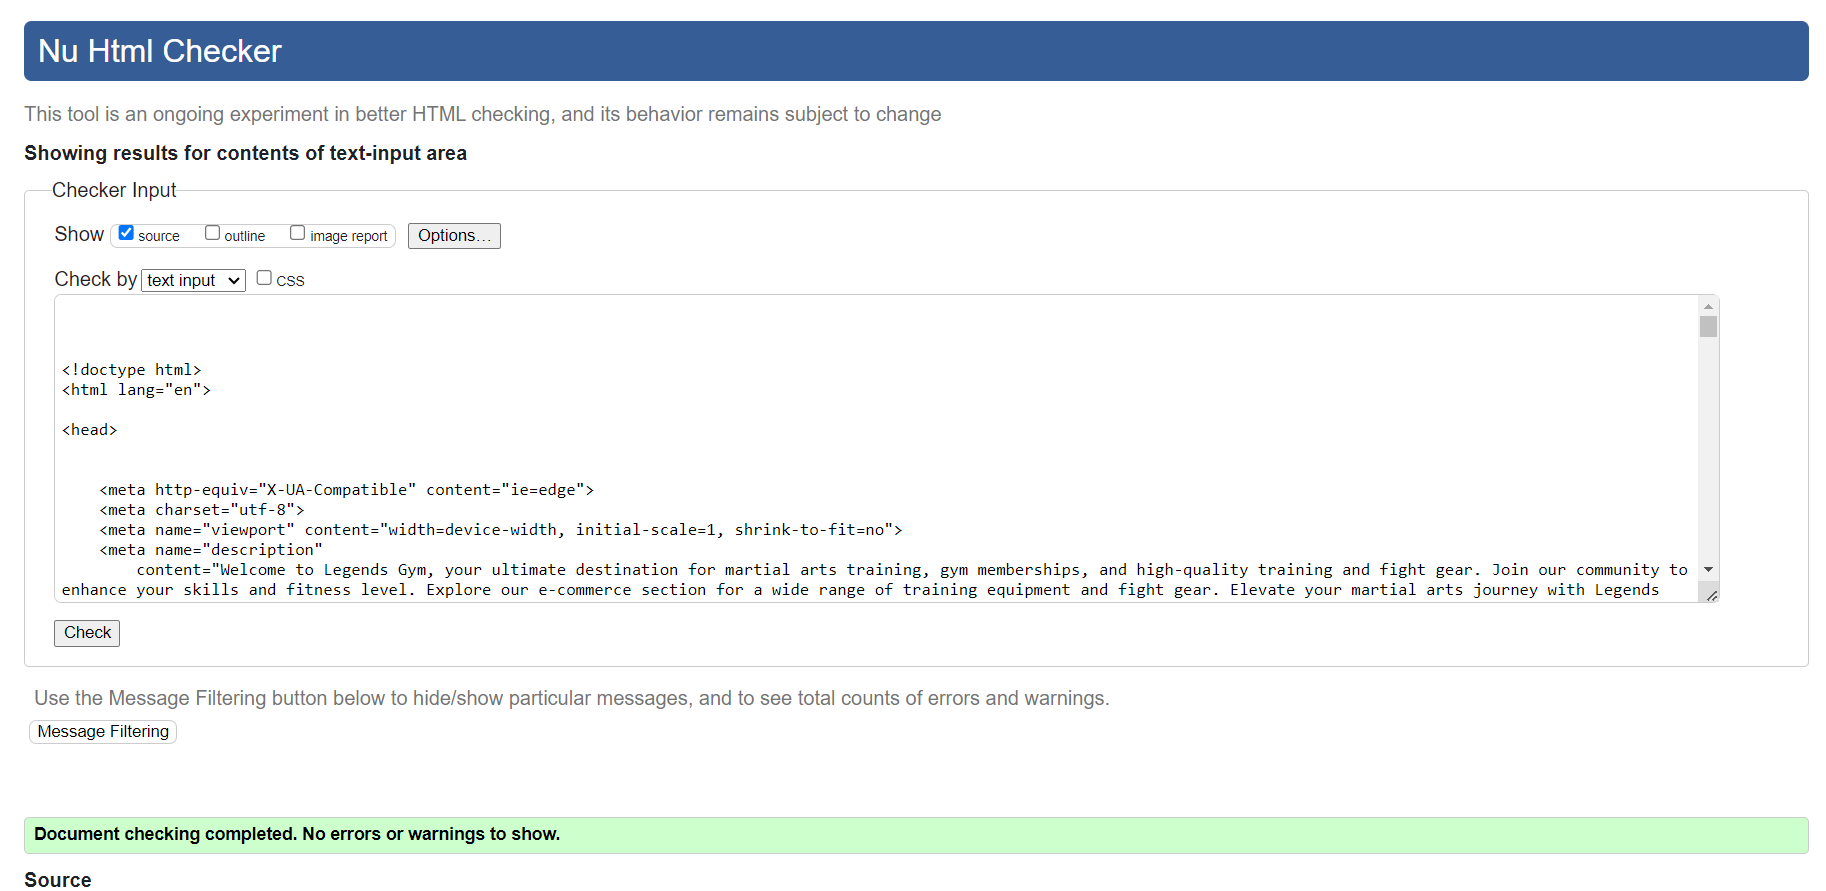 Nu Html Checker
This tool is an ongoing experiment in better HTML checking, and its behavior remains subject to change
Showing results for contents of text-input area
Checker Input
Show source outline image report Options...
Check by text input CSS
<!doctype html>
<html lang="en">
<head>
<meta http-equiv="X-UA-Compatible" content="ie=edge">
<meta charset="utf-8">
<meta name="viewport" content="width=device-width, initial-scale=1, shrink-to-fit=no">
<meta name="description"
content="Welcome to Legends Gym, your ultimate destination for martial arts training, gym memberships, and high-quality training and fight gear. Join our community to
enhance your skills and fitness level. Explore our e-commerce section for a wide range of training equipment and fight gear. Elevate your martial arts journey with Legends
Check
Use the Message Filtering button below to hide/show particular messages, and to see total counts of errors and warnings.
Message Filtering
Document checking completed. No errors or warnings to show.
Source